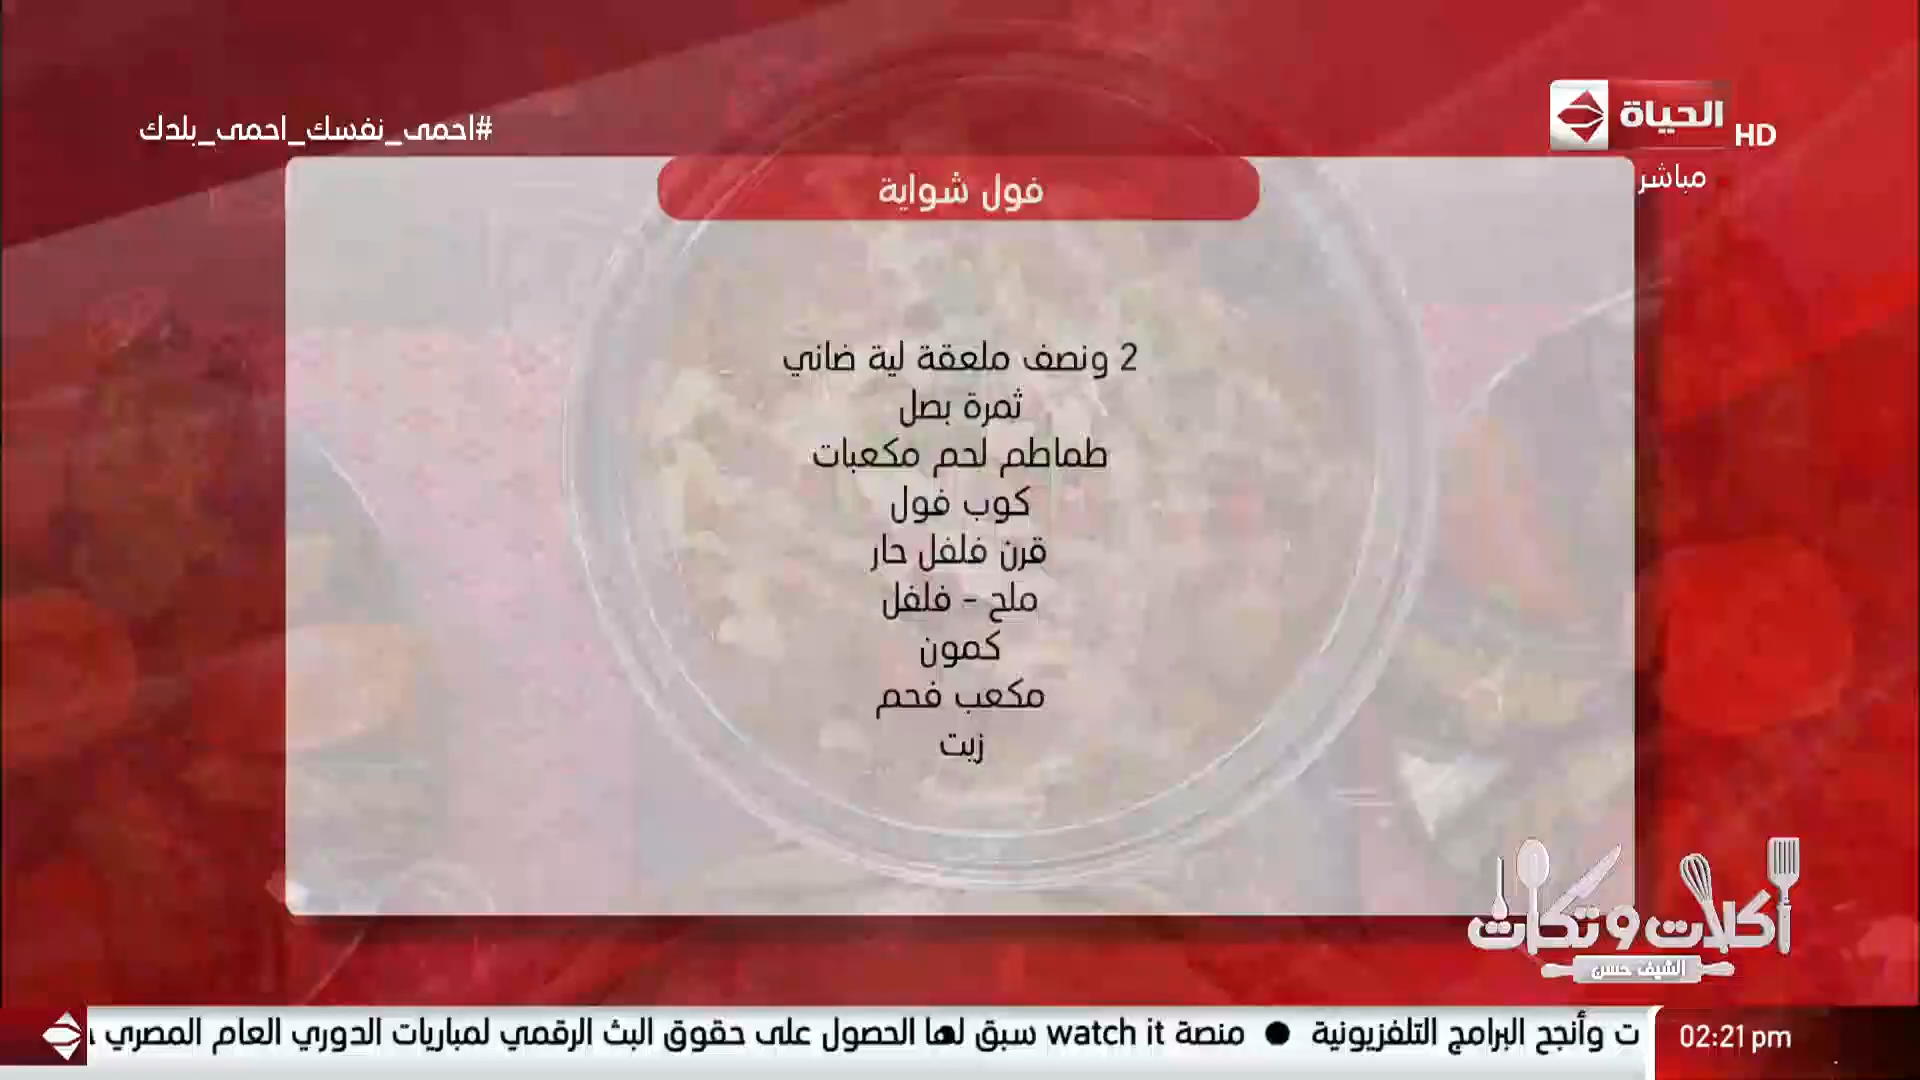 #احمى_نفسك_احمى_بلدك
الحياة HD
مباشر
فول شواية
2 ونصف ملعقة لية ضاني
ثمرة بصل
طماطم لحم مكعبات
كوب فول
قرن فلفل حار
ملح - فلفل
كمون
مكعب فحم
زيت
أكلات و تكات
الشيف حسن
ت وأنجح البرامج التلفزيونية ● منصة watch it سبق لها الحصول على حقوق البث الرقمي لمباريات الدوري العام المصري
02:21 pm